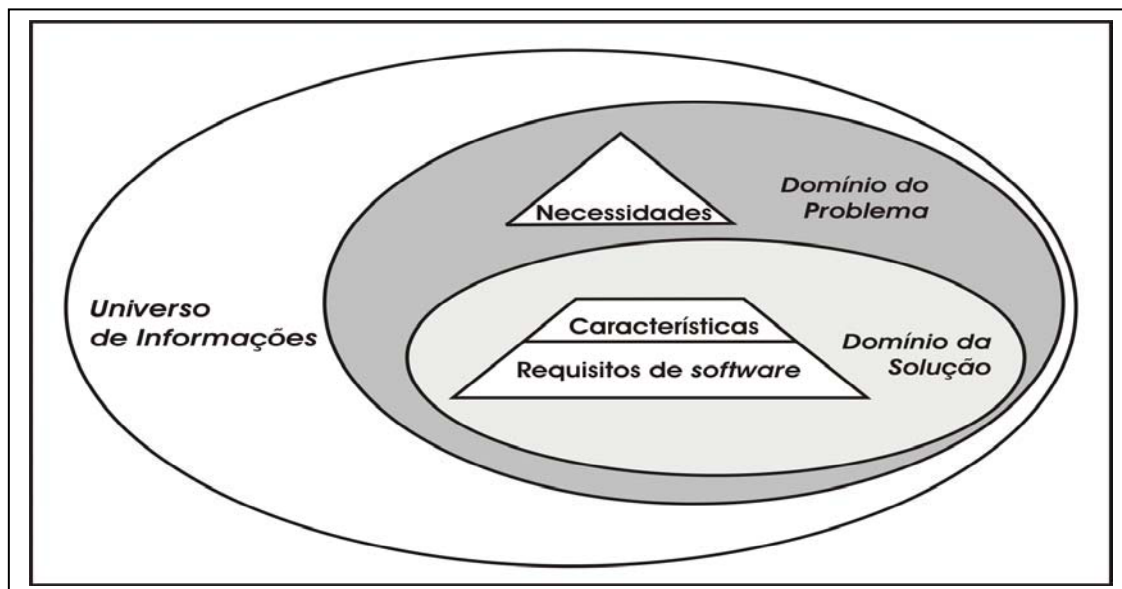 Necessidades
Domínio do
Problema
Universo
de Informações
Características
Requisitos de software
Domínio da
Solução